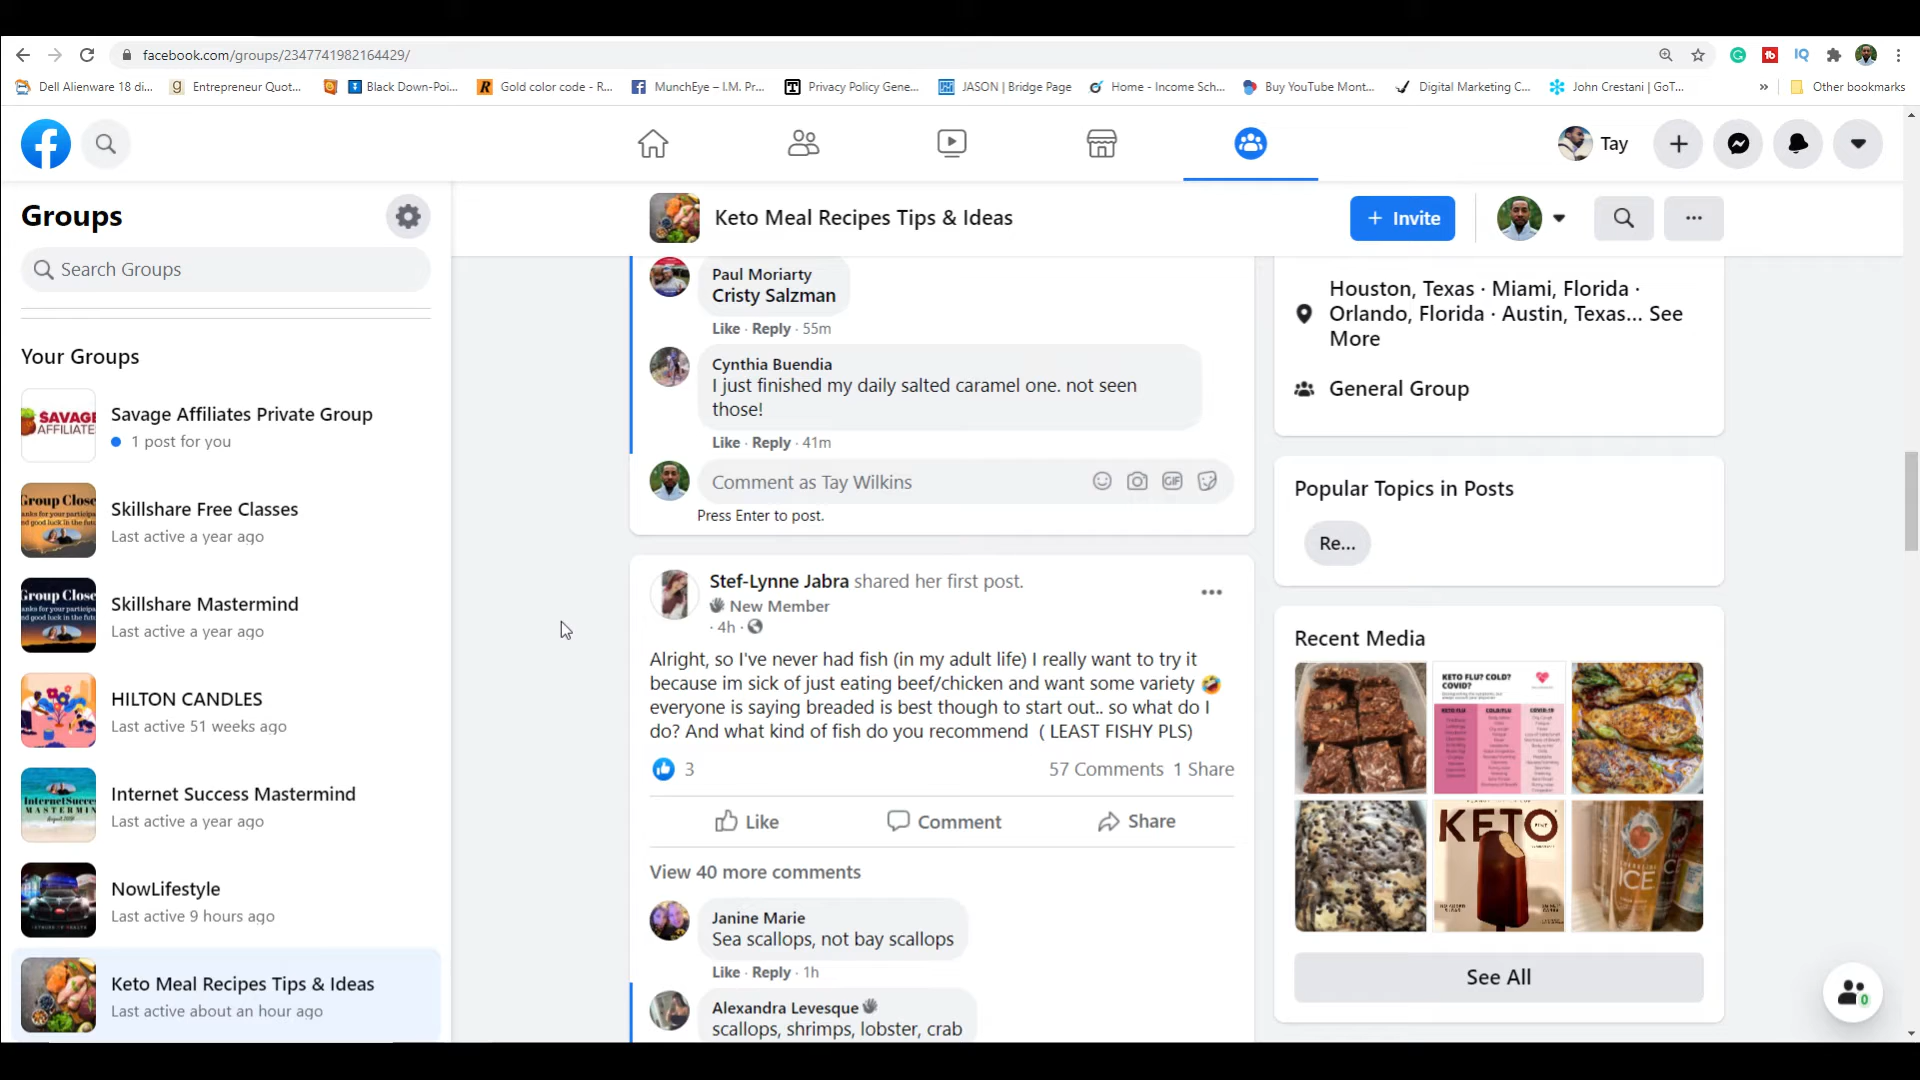 facebook.com/groups/2347741982164429/
Dell Alienware 18 di...
Entrepreneur Quot...
Black Down-Poi...
Gold color code - R...
MunchEye – I.M. Pr...
Privacy Policy Gene...
JASON | Bridge Page
Home - Income Sch...
Buy YouTube Mont...
Digital Marketing C...
John Crestani | GoT...
»
Other bookmarks
Tay
Groups
Search Groups
Your Groups
Savage Affiliates Private Group
1 post for you
Skillshare Free Classes
Last active a year ago
Skillshare Mastermind
Last active a year ago
HILTON CANDLES
Last active 51 weeks ago
Internet Success Mastermind
Last active a year ago
NowLifestyle
Last active 9 hours ago
Keto Meal Recipes Tips & Ideas
Last active about an hour ago
Keto Meal Recipes Tips & Ideas
+ Invite
Paul Moriarty
Cristy Salzman
Like · Reply · 55m
Cynthia Buendia
I just finished my daily salted caramel one. not seen
those!
Like · Reply · 41m
Comment as Tay Wilkins
GIF
Press Enter to post.
Stef-Lynne Jabra shared her first post.
New Member
· 4h ·
Alright, so I've never had fish (in my adult life) I really want to try it
because im sick of just eating beef/chicken and want some variety 🤣
everyone is saying breaded is best though to start out.. so what do I
do? And what kind of fish do you recommend ( LEAST FISHY PLS)
3
57 Comments 1 Share
Like
Comment
Share
View 40 more comments
Janine Marie
Sea scallops, not bay scallops
Like · Reply · 1h
Alexandra Levesque
scallops, shrimps, lobster, crab
Houston, Texas · Miami, Florida ·
Orlando, Florida · Austin, Texas... See
More
General Group
Popular Topics in Posts
Re...
Recent Media
KETO FLU? COLD?
COVID?
KETO
ICE
See All
0